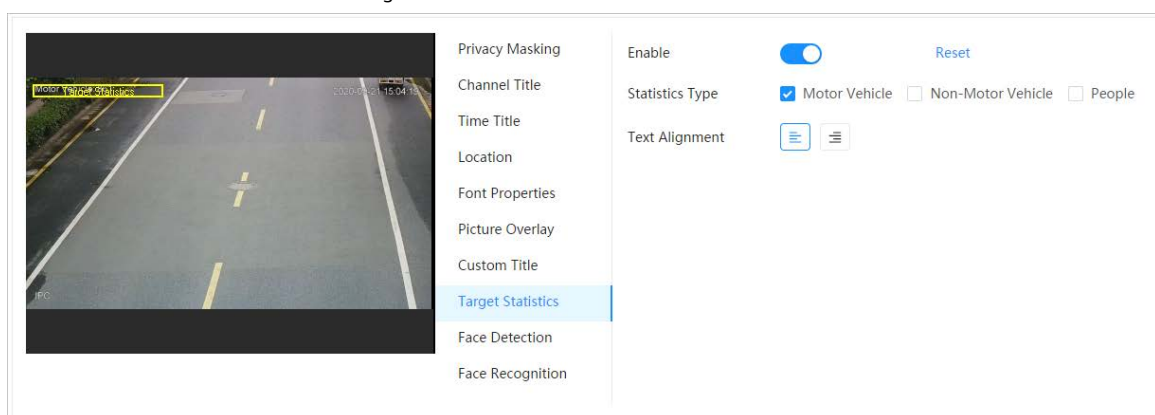 Motor Vehicle
Target Statistics
2020-09-21 15:04:19
IPC
Privacy Masking
Channel Title
Time Title
Location
Font Properties
Picture Overlay
Custom Title
Target Statistics
Face Detection
Face Recognition
Enable Reset
Statistics Type Motor Vehicle Non-Motor Vehicle People
Text Alignment